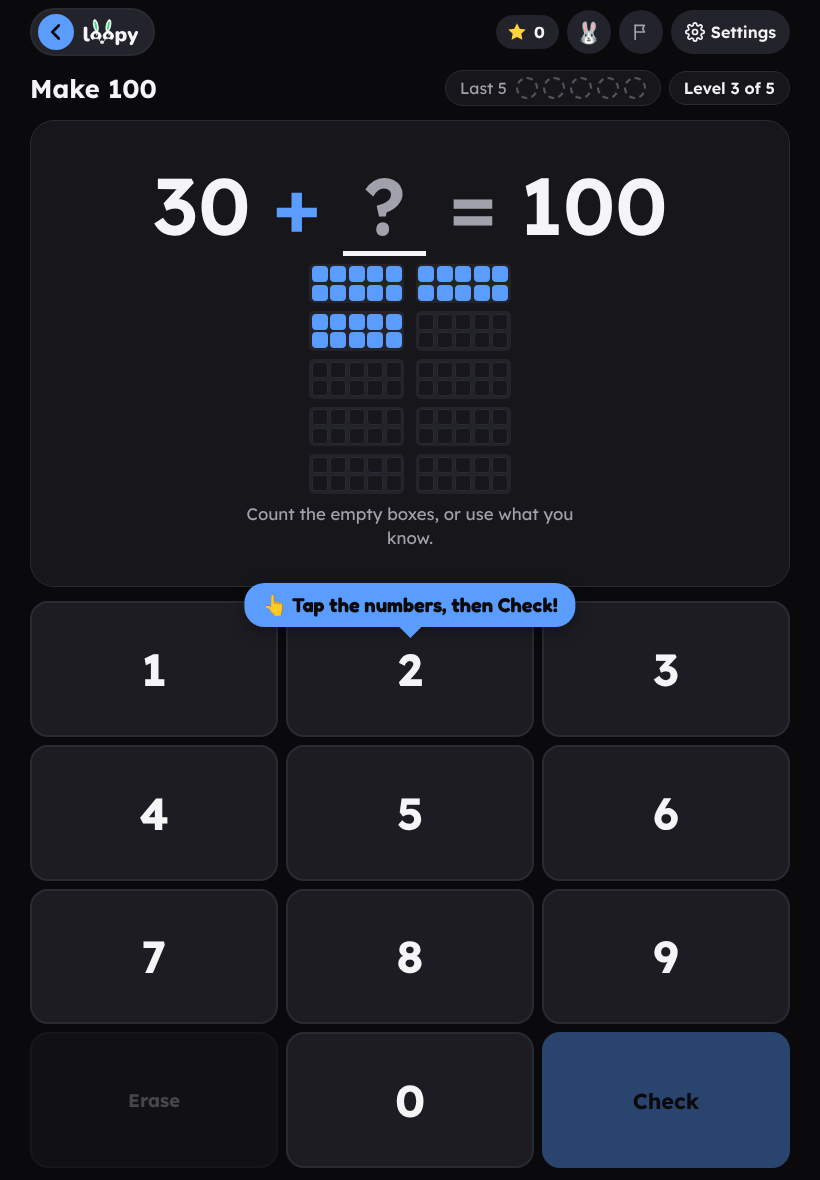 loopy
0
Settings
Make 100
Last 5
Level 3 of 5
30 + ? = 100
Count the empty boxes, or use what you
know.
👆 Tap the numbers, then Check!
1
2
3
4
5
6
7
8
9
Erase
0
Check